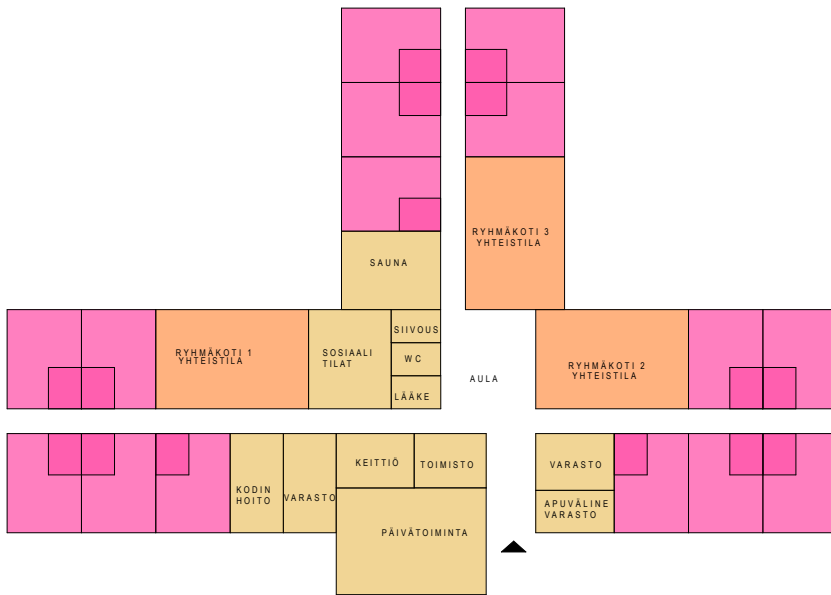 RYHMÄKOTI 3
YHTEISTILA
SAUNA
SIIVOUS
RYHMÄKOTI 1
YHTEISTILA
SOSIAALI
TILAT
WC
AULA
RYHMÄKOTI 2
YHTEISTILA
LÄÄKE
KEITTIÖ
TOIMISTO
VARASTO
KODIN
HOITO
VARASTO
APUVÄLINE
VARASTO
PÄIVÄTOIMINTA